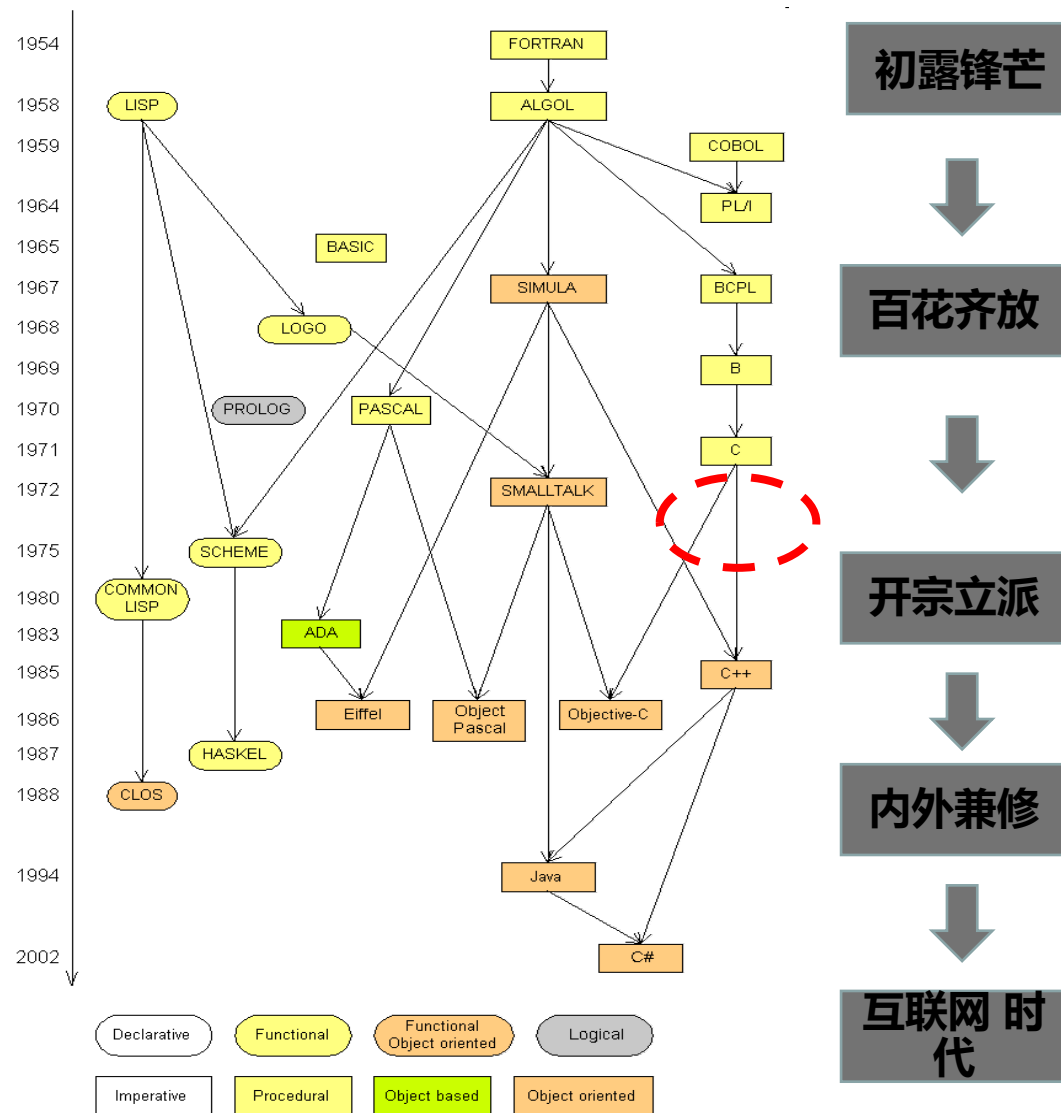 1954
FORTRAN
初露锋芒
1958
LISP
ALGOL
1959
COBOL
1964
PL/I
1965
BASIC
1967
SIMULA
BCPL
百花齐放
1968
LOGO
1969
B
1970
PROLOG
PASCAL
1971
C
1972
SMALLTALK
1975
SCHEME
1980
COMMON
LISP
开宗立派
1983
ADA
1985
C++
1986
Eiffel
Object
Pascal
Objective-C
1987
HASKEL
1988
CLOS
内外兼修
1994
Java
2002
C#
互联网 时
代
Declarative
Functional
Functional
Object oriented
Logical
Imperative
Procedural
Object based
Object oriented